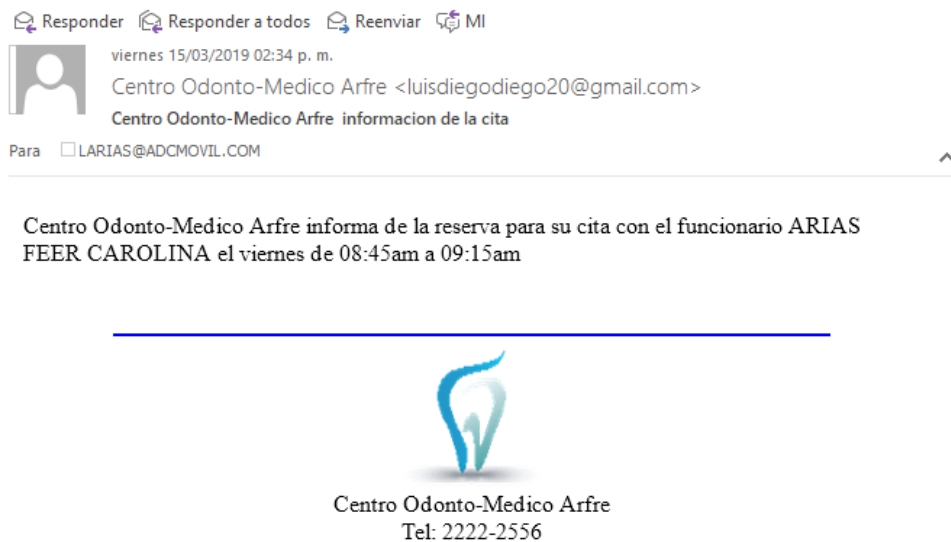 Responder Responder a todos Reenviar MI
viernes 15/03/2019 02:34 p. m.
Centro Odonto-Medico Arfre <luisdiegodiego20@gmail.com>
Centro Odonto-Medico Arfre informacion de la cita
Para LARIAS@ADCMOVIL.COM
Centro Odonto-Medico Arfre informa de la reserva para su cita con el funcionario ARIAS
FEER CAROLINA el viernes de 08:45am a 09:15am
Centro Odonto-Medico Arfre
Tel: 2222-2556